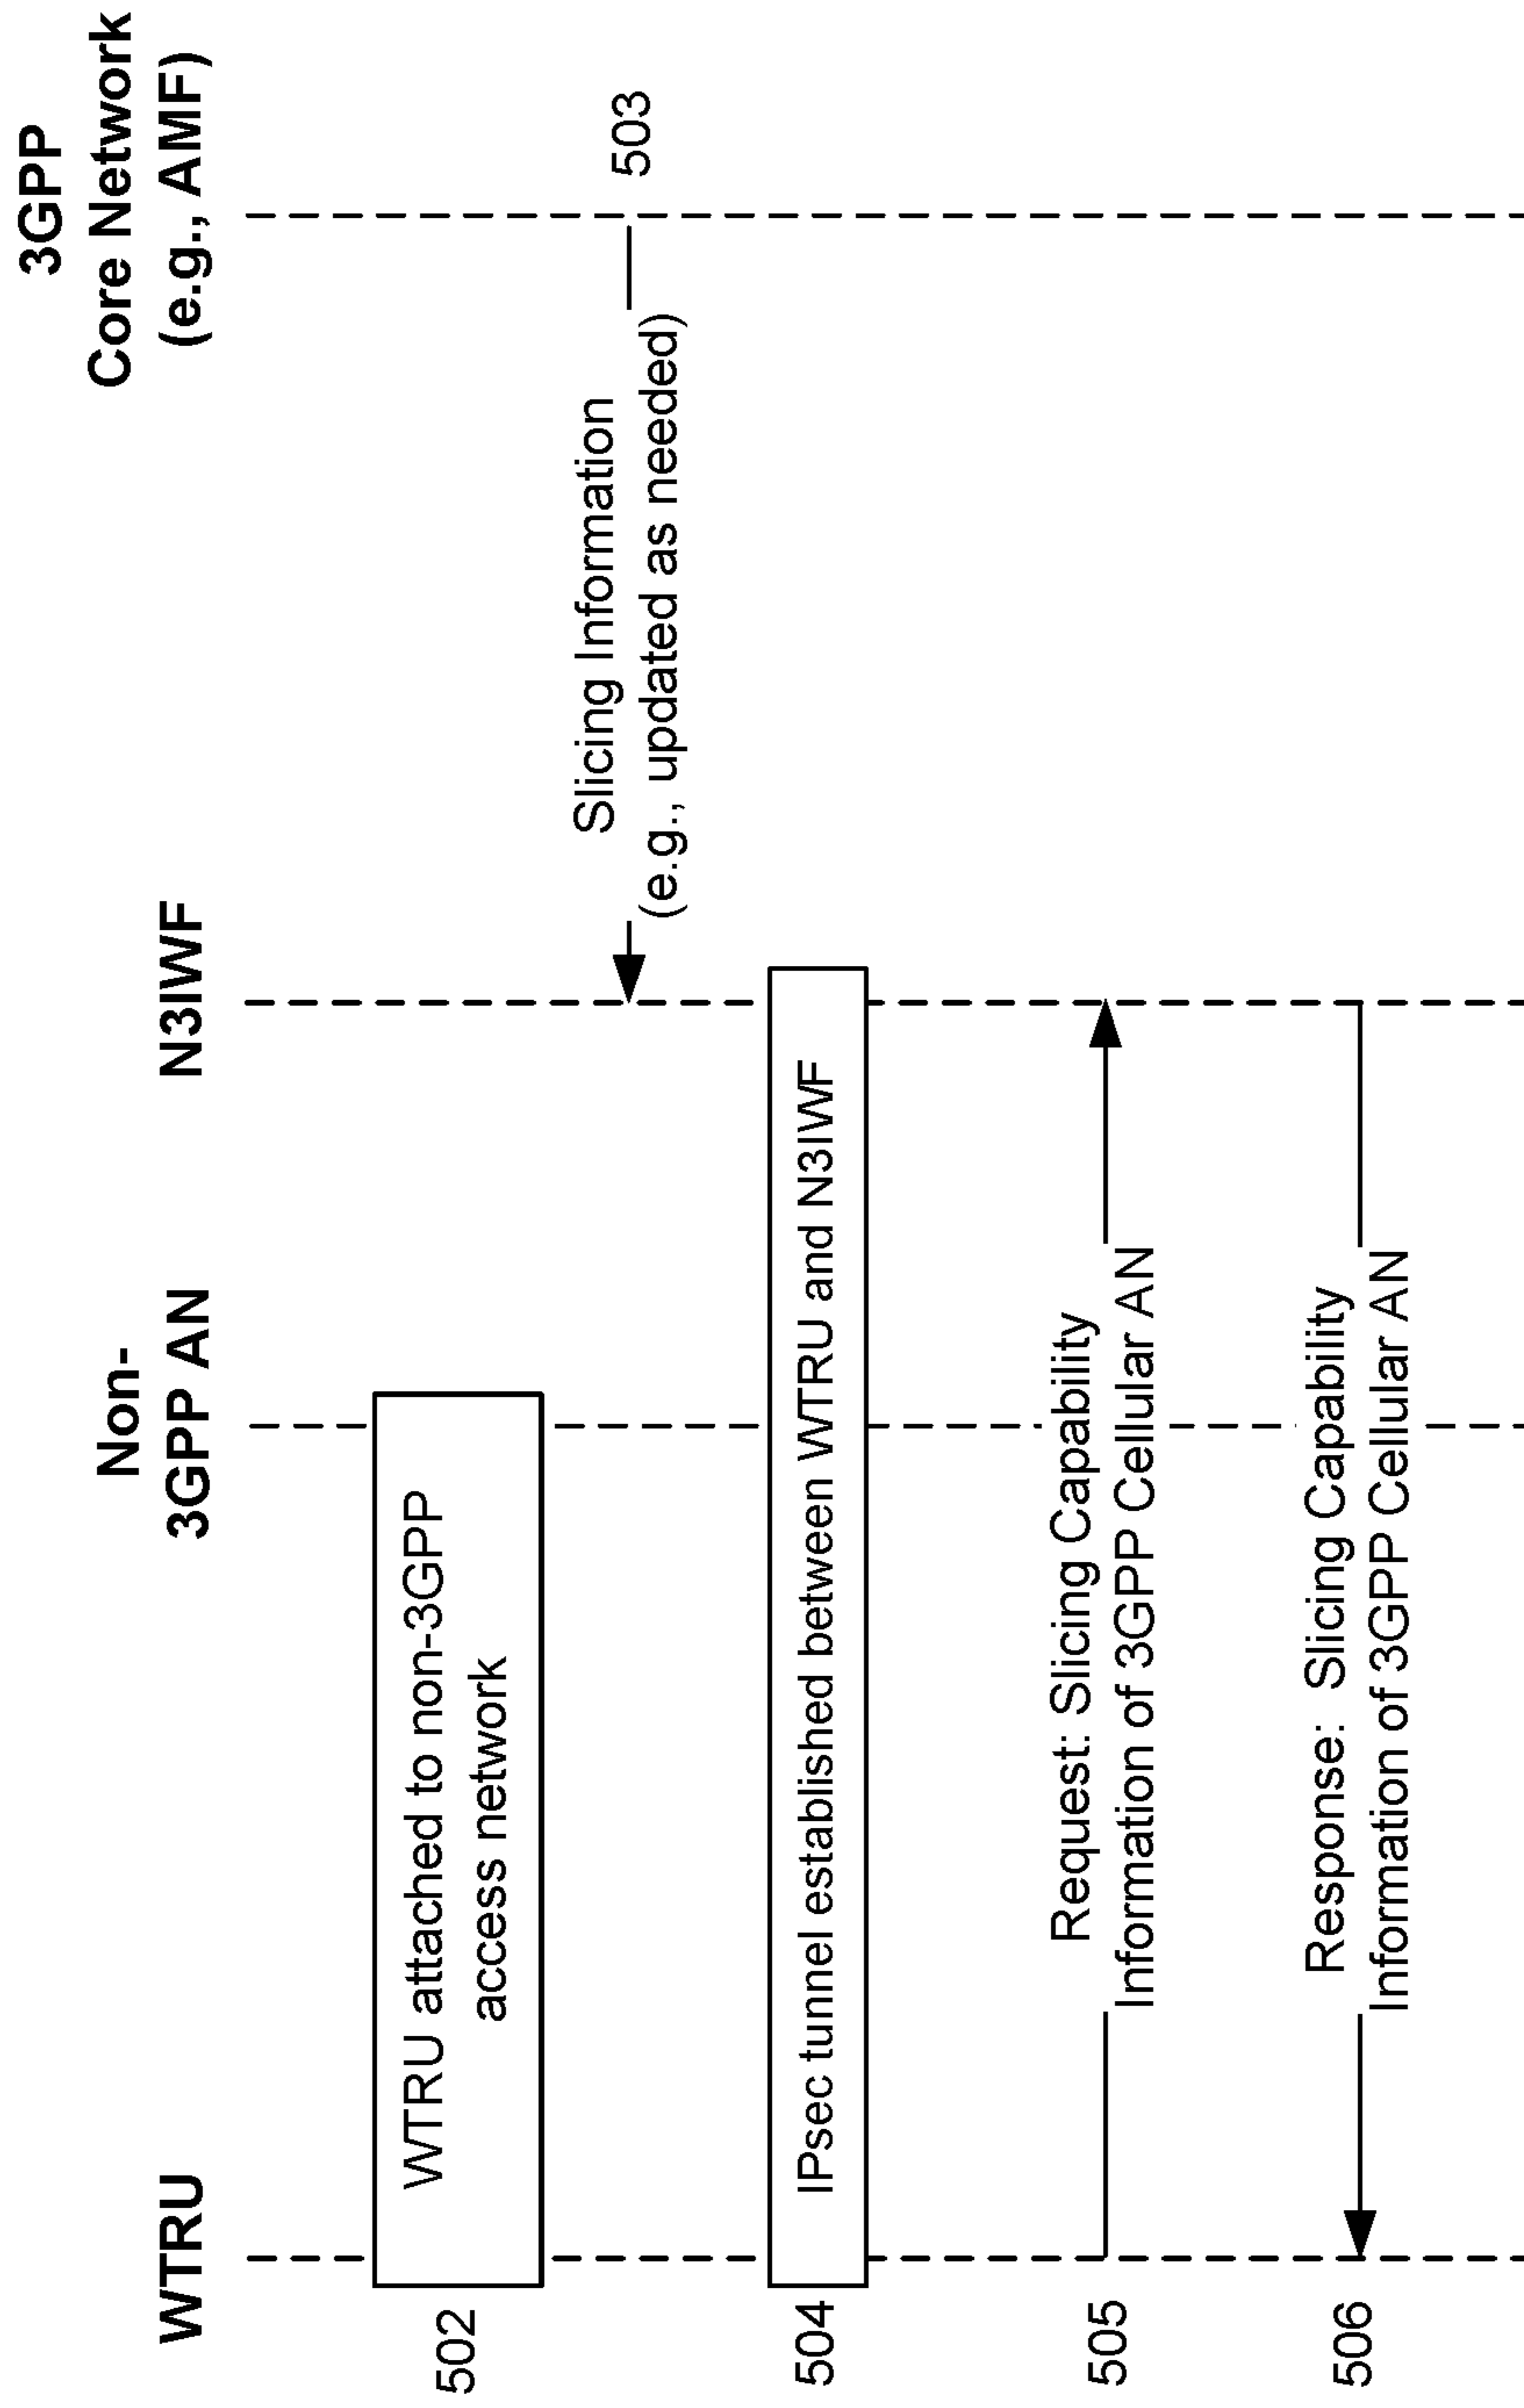 WTRU
Non-
3GPP AN
N3IWF
3GPP
Core Network
(e.g., AMF)
502
WTRU attached to non-3GPP
access network
Slicing Information
(e.g., updated as needed)
503
504
IPsec tunnel established between WTRU and N3IWF
505
Request: Slicing Capability
Information of 3GPP Cellular AN
506
Response: Slicing Capability
Information of 3GPP Cellular AN